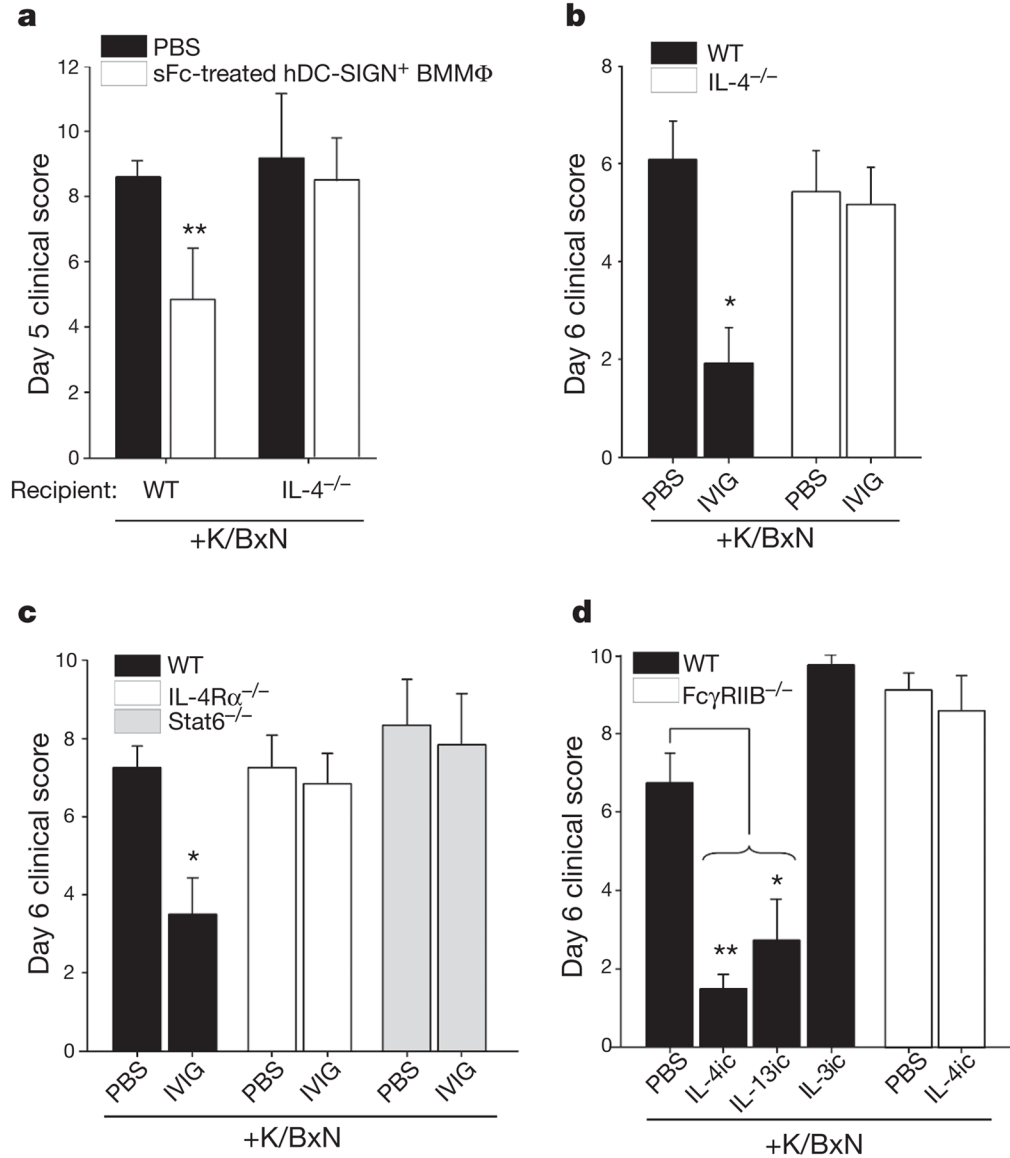 a
PBS
sFc-treated hDC-SIGN⁺ BMMΦ
Day 5 clinical score
12
10
8
6
4
2
0
**
Recipient: WT IL-4⁻/⁻
+K/BxN
b
WT
IL-4⁻/⁻
Day 6 clinical score
8
6
4
2
0
*
PBS IVIG PBS IVIG
+K/BxN
c
WT
IL-4Rα⁻/⁻
Stat6⁻/⁻
Day 6 clinical score
10
8
6
4
2
0
*
PBS IVIG PBS IVIG PBS IVIG
+K/BxN
d
WT
FcγRIIB⁻/⁻
Day 6 clinical score
10
8
6
4
2
0
**
*
PBS IL-4ic IL-13ic IL-3ic PBS IL-4ic
+K/BxN